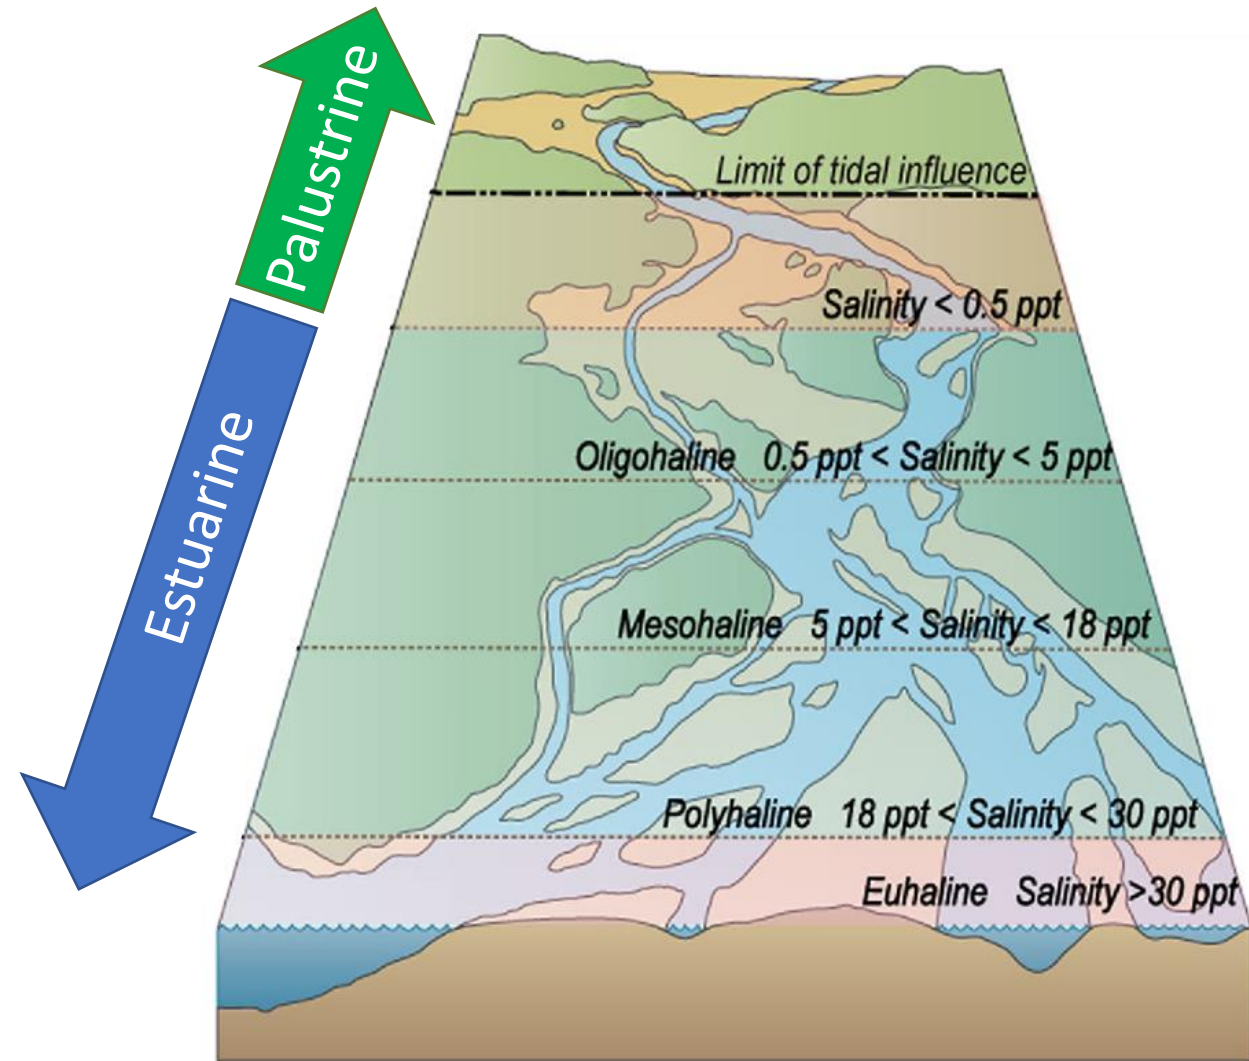 Palustrine
Limit of tidal influence
Salinity < 0.5 ppt
Estuarine
Oligohaline 0.5 ppt < Salinity < 5 ppt
Mesohaline 5 ppt < Salinity < 18 ppt
Polyhaline 18 ppt < Salinity < 30 ppt
Euhaline Salinity >30 ppt